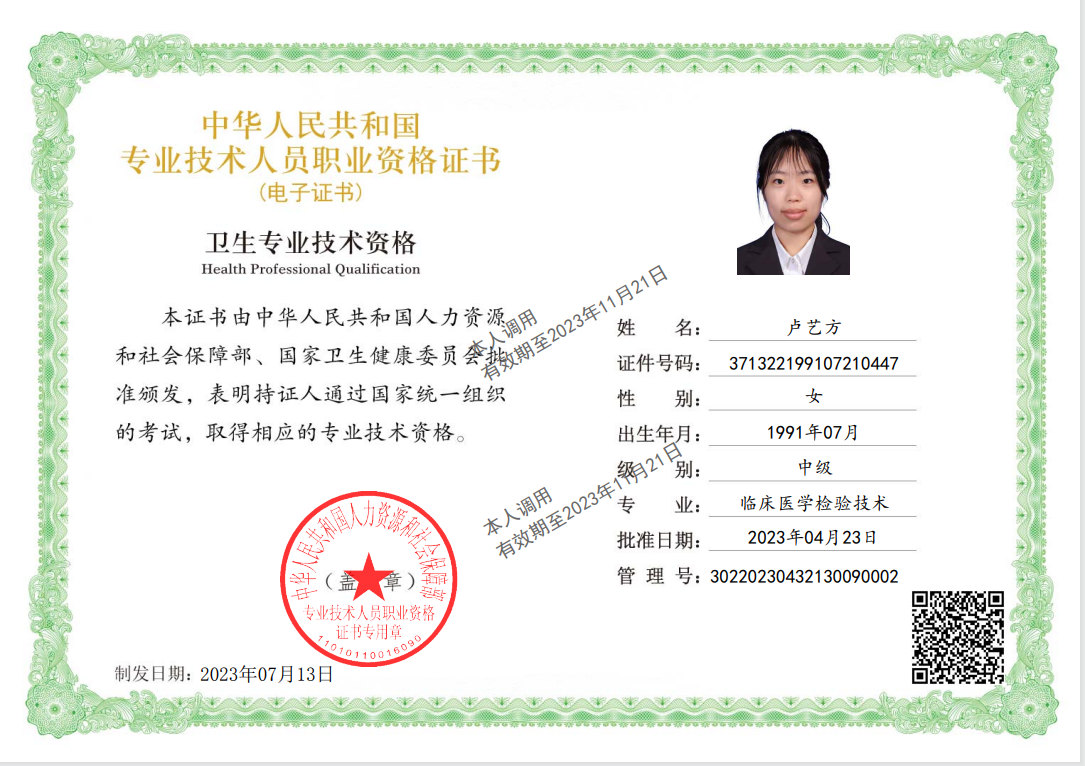 中华人民共和国
专业技术人员职业资格证书
(电子证书)
卫生专业技术资格
Health Professional Qualification
本证书由中华人民共和国人力资源
和社会保障部、国家卫生健康委员会批
准颁发，表明持证人通过国家统一组织
的考试，取得相应的专业技术资格。
本人调用
有效期至2023年11月21日
姓 名： 卢艺方
证件号码： 371322199107210447
性 别： 女
出生年月： 1991年07月
级 别： 中级
专 业： 临床医学检验技术
批准日期： 2023年04月23日
管 理 号： 30220230432130090002
本人调用
有效期至2023年11月21日
中华人民共和国人力资源和社会保障部
（盖 章）
专业技术人员职业资格
证书专用章
11010110016090
制发日期： 2023年07月13日